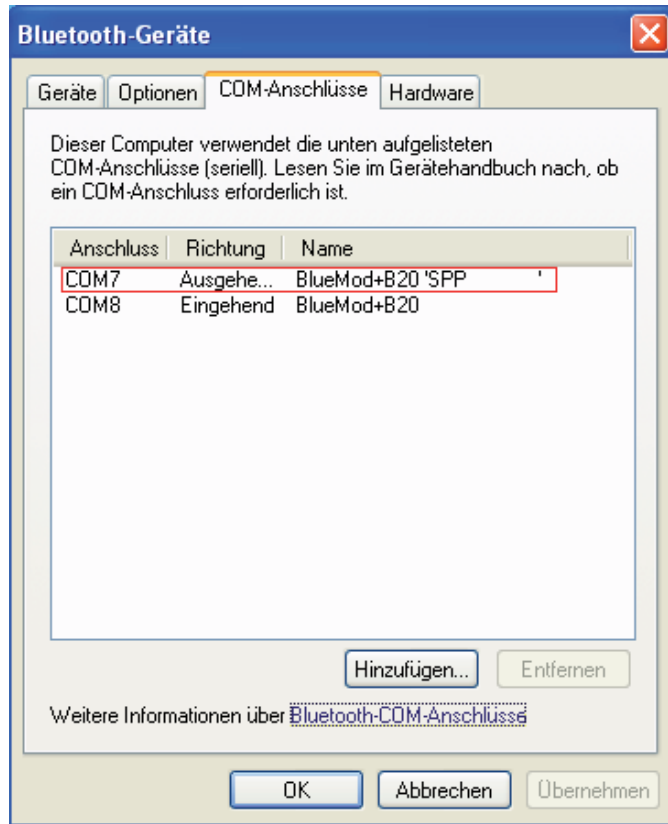 Bluetooth-Geräte
Geräte Optionen COM-Anschlüsse Hardware
Dieser Computer verwendet die unten aufgelisteten
COM-Anschlüsse (seriell). Lesen Sie im Gerätehandbuch nach, ob
ein COM-Anschluss erforderlich ist.
Anschluss Richtung Name
COM7 Ausgehe... BlueMod+B20 'SPP '
COM8 Eingehend BlueMod+B20
Hinzufügen... Entfernen
Weitere Informationen über Bluetooth-COM-Anschlüsse
OK Abbrechen Übernehmen